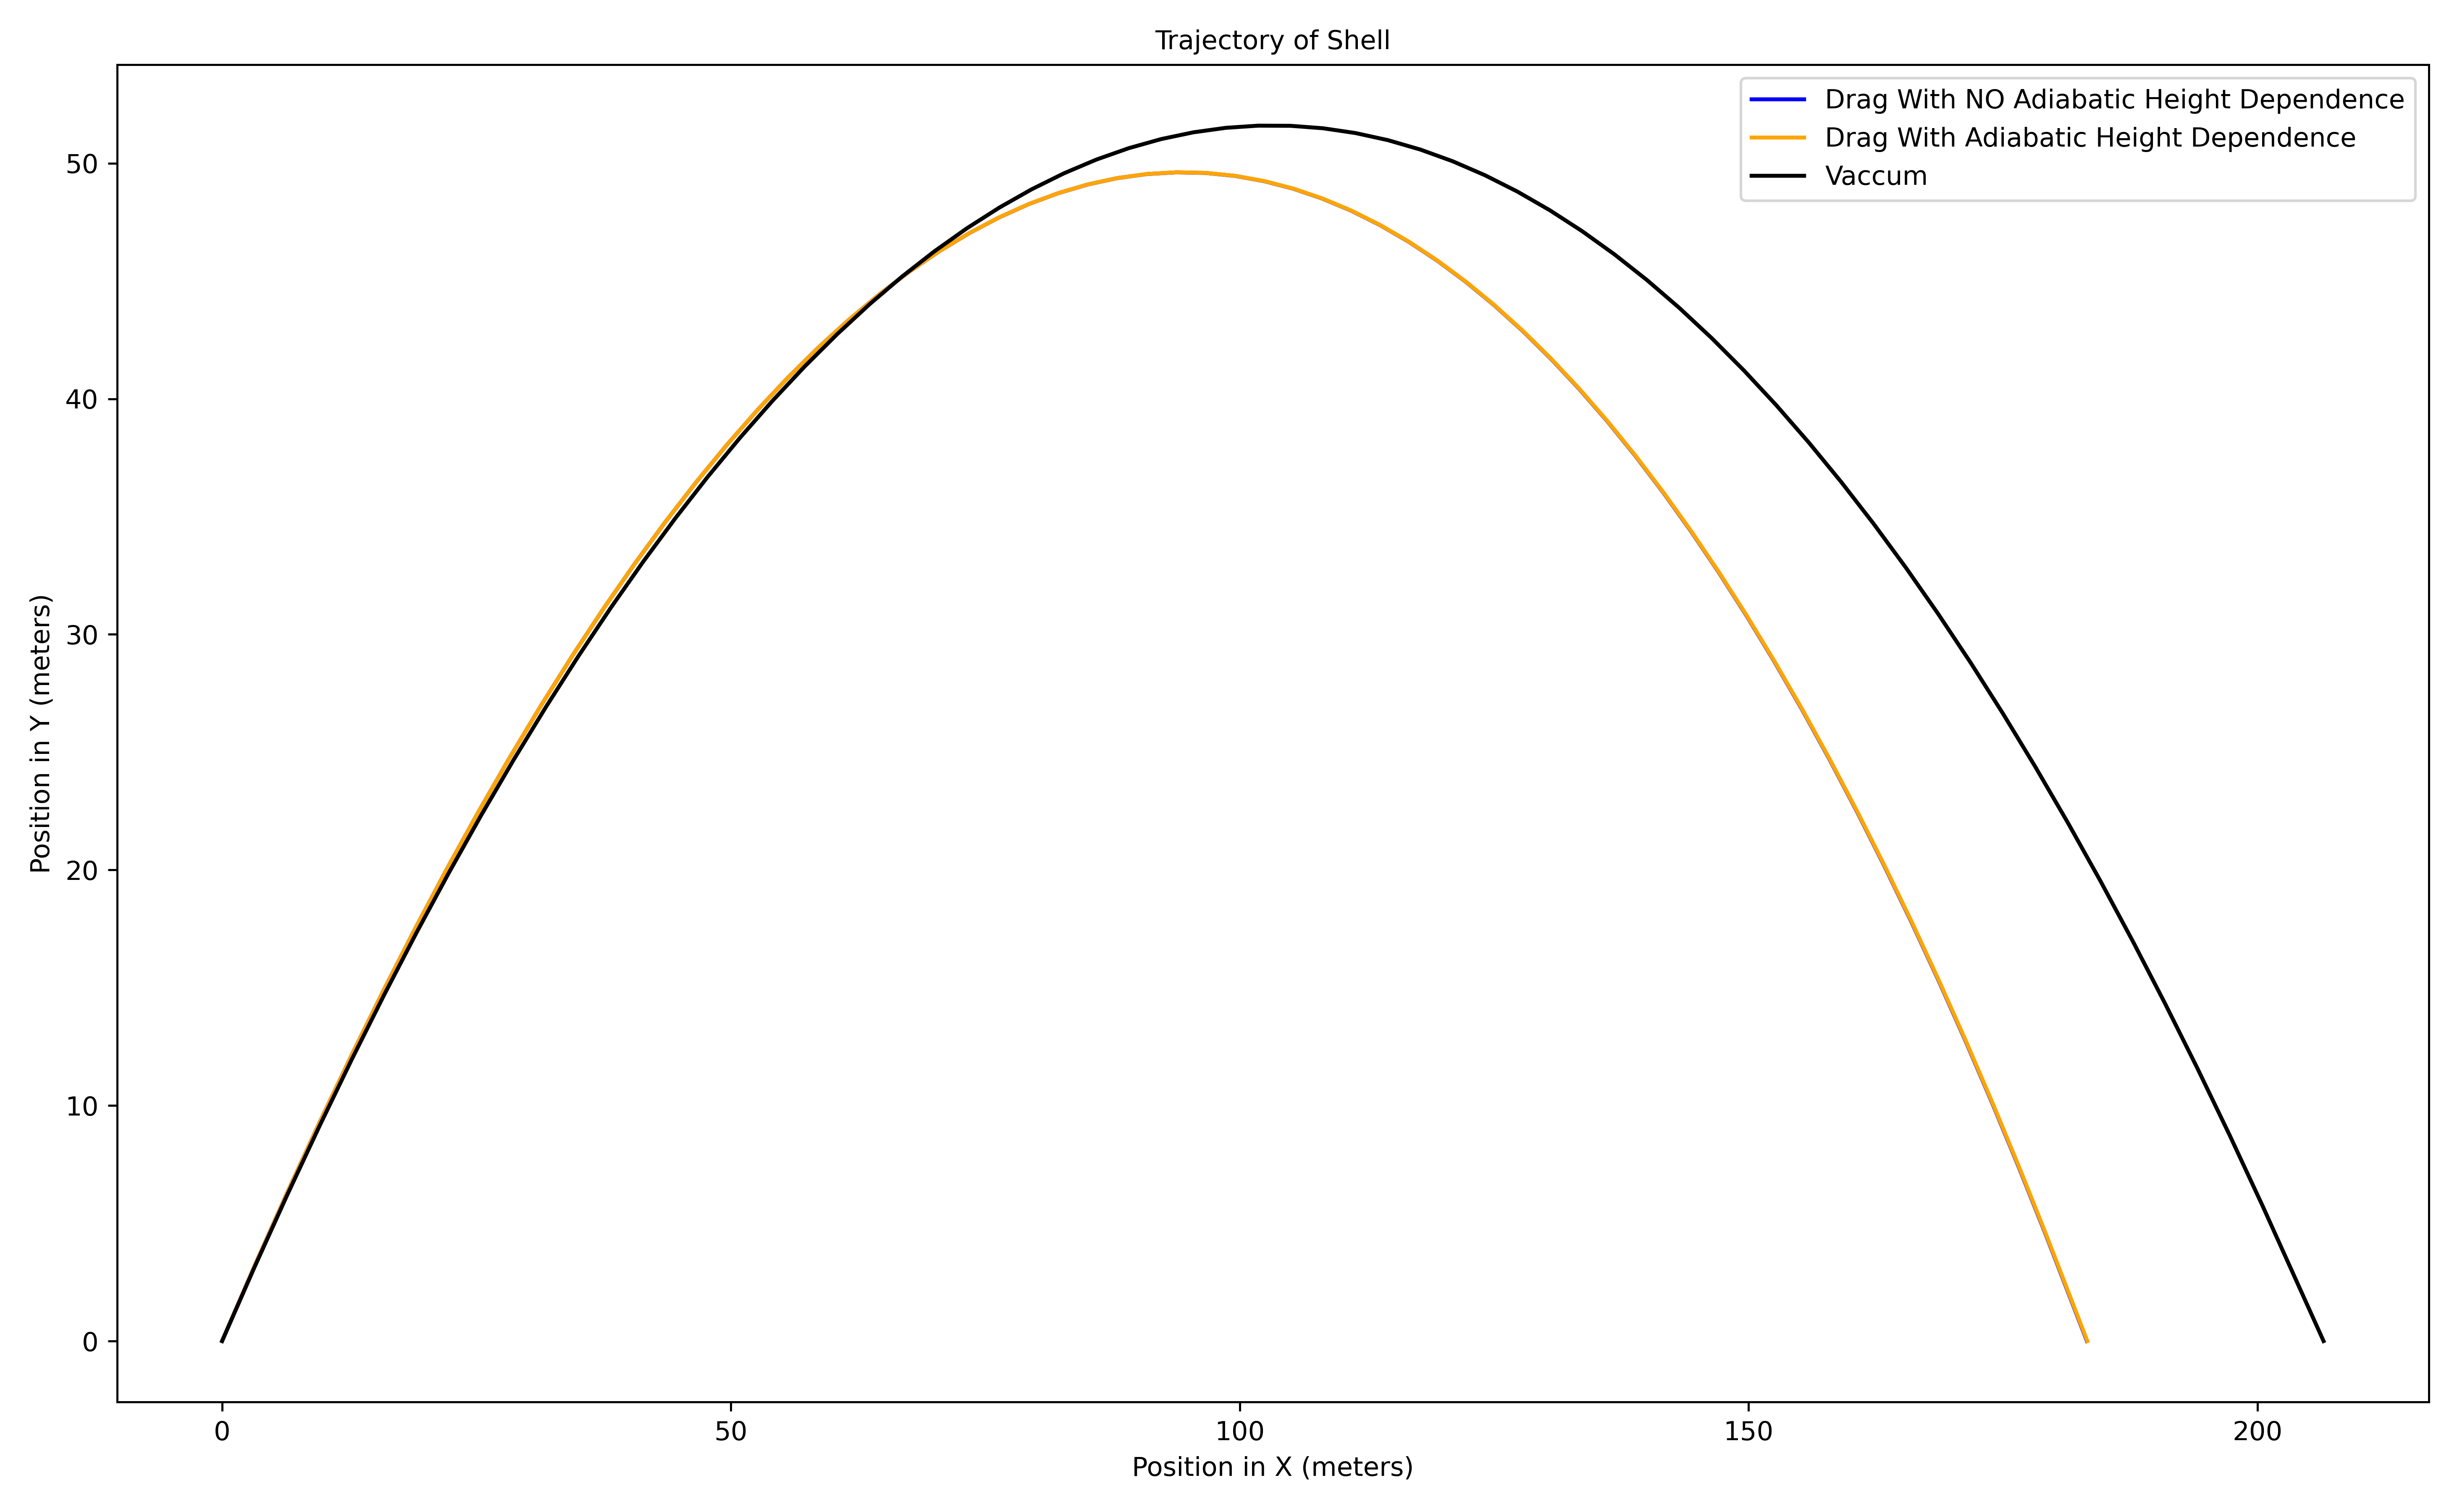 Trajectory of Shell
Drag With NO Adiabatic Height Dependence
Drag With Adiabatic Height Dependence
Vaccum
50
40
30
20
10
0
Position in Y (meters)
0 50 100 150 200
Position in X (meters)